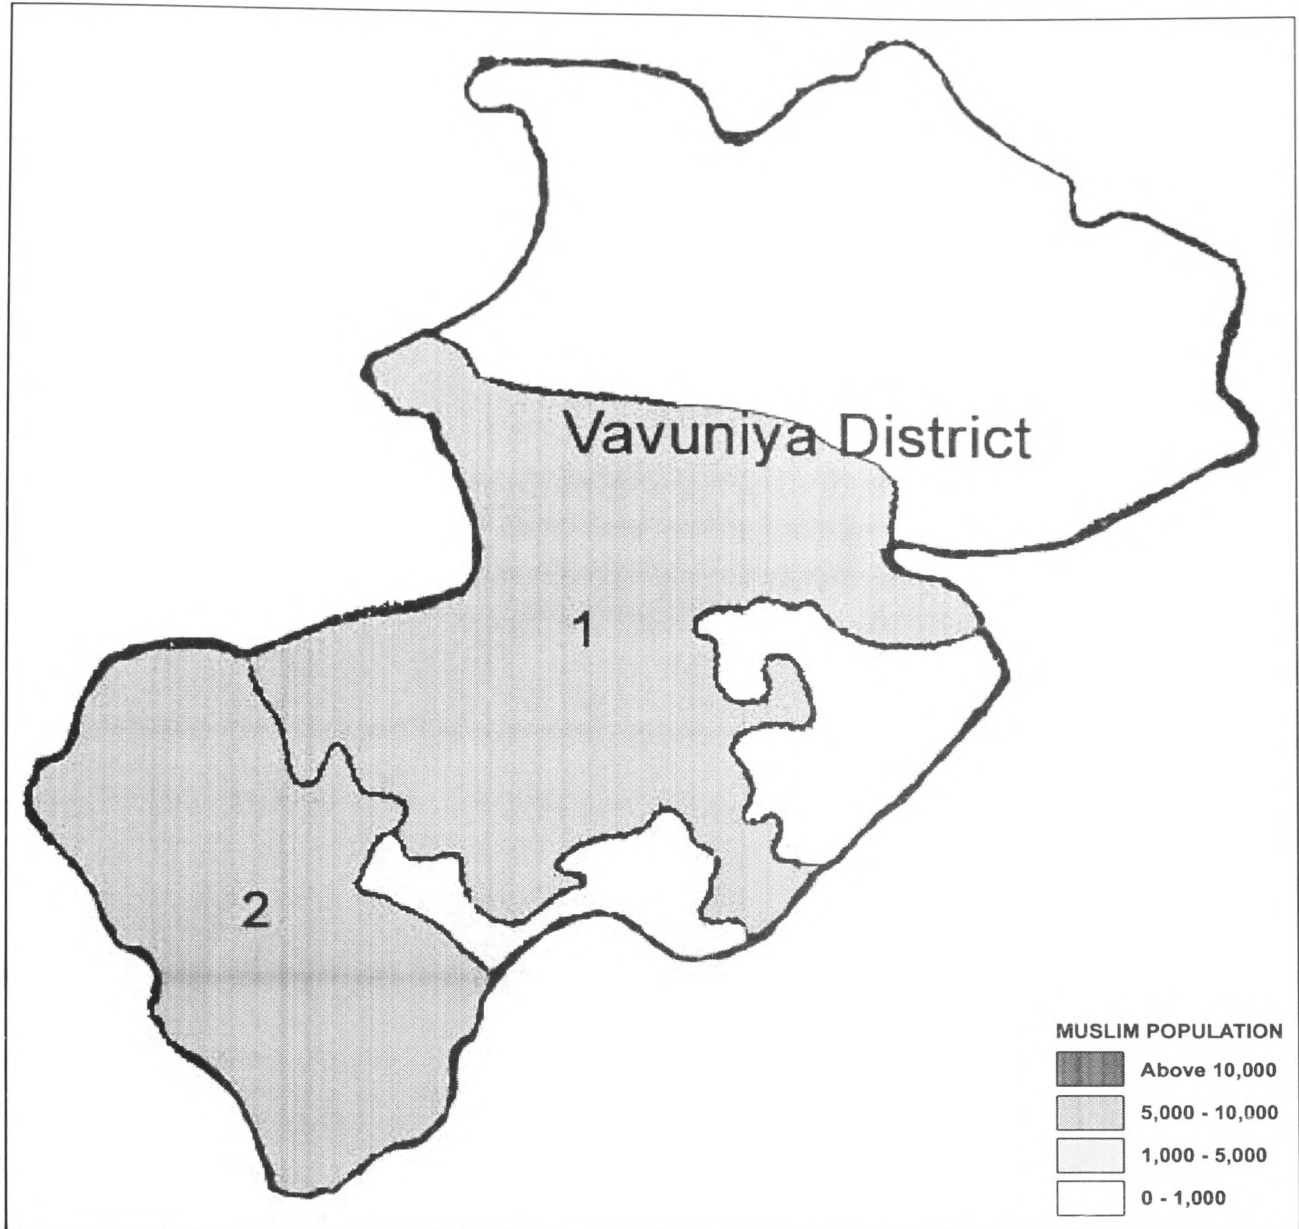 Vavuniya District
1
2
MUSLIM POPULATION
Above 10,000
5,000 - 10,000
1,000 - 5,000
0 - 1,000